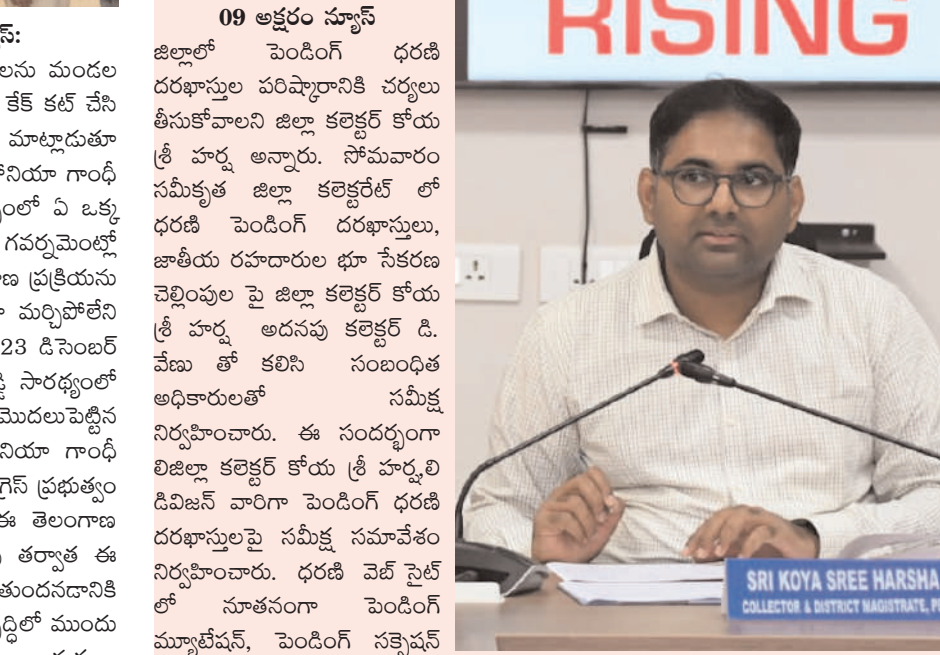 స్:
లను మండల
కేక్ కట్ చేసి
మాట్లాడుతూ
నియా గాంధీ
ంలో ఏ ఒక్క
గవర్నమెంట్లో
ణ ప్రక్రియను
మర్చిపోలేని
23 డిసెంబర్
డ్డి సారథ్యంలో
మొదలుపెట్టిన
నియా గాంధీ
గ్రెస్ ప్రభుత్వం
ఈ తెలంగాణ
తర్వాత ఈ
తుందనడానికి
ద్ధిలో ముందు
09 అక్షరం న్యూస్
జిల్లాలో పెండింగ్ ధరణి
దరఖాస్తుల పరిష్కారానికి చర్యలు
తీసుకోవాలని జిల్లా కలెక్టర్ కోయ
శ్రీ హర్ష అన్నారు. సోమవారం
సమీకృత జిల్లా కలెక్టరేట్ లో
ధరణి పెండింగ్ దరఖాస్తులు,
జాతీయ రహదారుల భూ సేకరణ
చెల్లింపుల పై జిల్లా కలెక్టర్ కోయ
శ్రీ హర్ష అదనపు కలెక్టర్ డి.
వేణు తో కలిసి సంబంధిత
అధికారులతో సమీక్ష
నిర్వహించారు. ఈ సందర్భంగా
లిజిల్లా కలెక్టర్ కోయ శ్రీ హర్ష,లి
డివిజన్ వారిగా పెండింగ్ ధరణి
దరఖాస్తులపై సమీక్ష సమావేశం
నిర్వహించారు. ధరణి వెబ్ సైట్
లో నూతనంగా పెండింగ్
మ్యూటేషన్, పెండింగ్ సక్సెషన్
RISING
SRI KOYA SREE HARSHA
COLLECTOR & DISTRICT MAGISTRATE, P